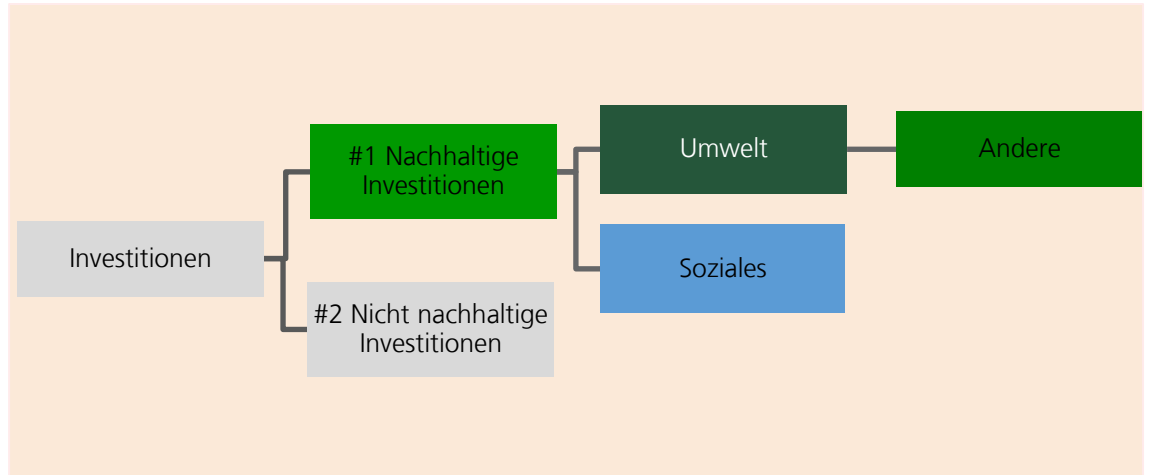 Investitionen
#1 Nachhaltige
Investitionen
#2 Nicht nachhaltige
Investitionen
Umwelt
Soziales
Andere